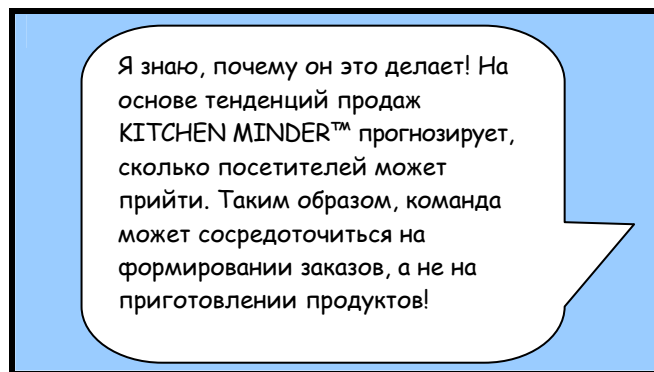 Я знаю, почему он это делает! На
основе тенденций продаж
KITCHEN MINDER™ прогнозирует,
сколько посетителей может
прийти. Таким образом, команда
может сосредоточиться на
формировании заказов, а не на
приготовлении продуктов!